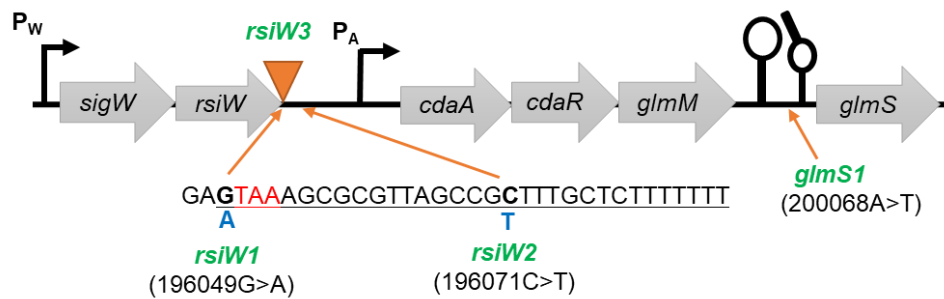 P_W rsiW3 P_A
sigW rsiW cdaA cdaR glmM glmS
GAGTAAAGCGCGTTAGCCGCTTTGCTCTTTTTTT
A T
rsiW1 rsiW2 glmS1
(196049G>A) (196071C>T) (200068A>T)